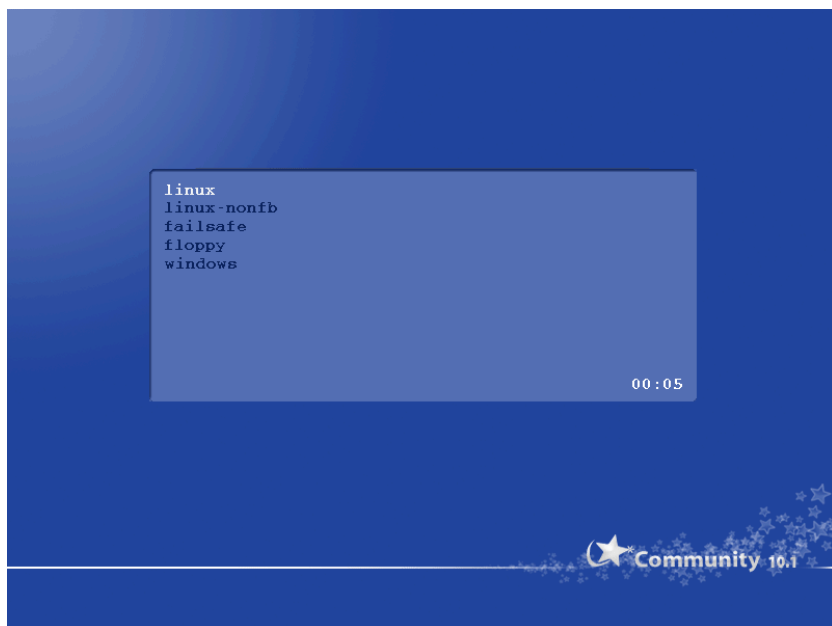 linux
linux-nonfb
failsafe
floppy
windows
00:05
Community 10.1